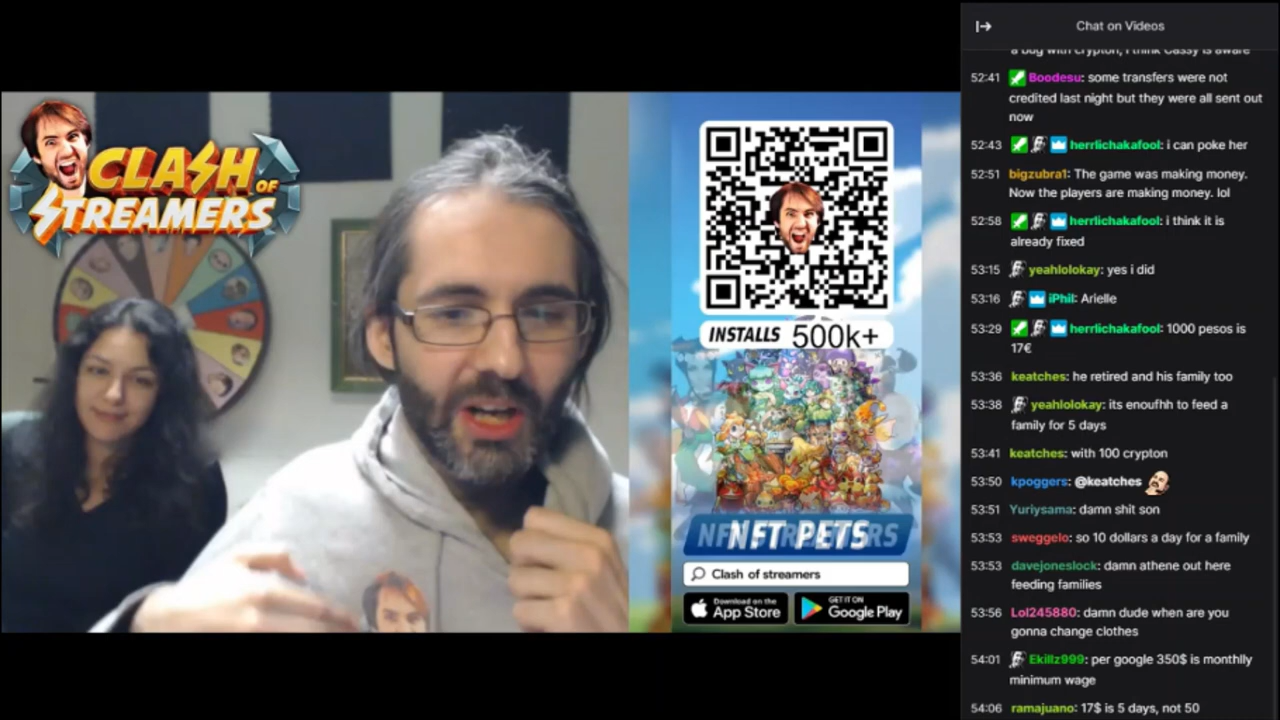 CLASH OF
STREAMERS
INSTALLS 500k+
NFT PETS
Clash of streamers
Download on the
App Store
GET IT ON
Google Play
Chat on Videos
a bug with crypton, i think Cassy is aware
52:41 Boodesu: some transfers were not
credited last night but they were all sent out
now
52:43 herrlichakafool: i can poke her
52:51 bigzubra1: The game was making money.
Now the players are making money. lol
52:58 herrlichakafool: i think it is
already fixed
53:15 yeahlolokay: yes i did
53:16 iPhil: Arielle
53:29 herrlichakafool: 1000 pesos is
17€
53:36 keatches: he retired and his family too
53:38 yeahlolokay: its enoufhh to feed a
family for 5 days
53:41 keatches: with 100 crypton
53:50 kpoggers: @keatches
53:51 Yuriysama: damn shit son
53:53 sweggelo: so 10 dollars a day for a family
53:53 davejoneslock: damn athene out here
feeding families
53:56 Lol245880: damn dude when are you
gonna change clothes
54:01 Ekillz999: per google 350$ is monthlly
minimum wage
54:06 ramajuano: 17$ is 5 days, not 50